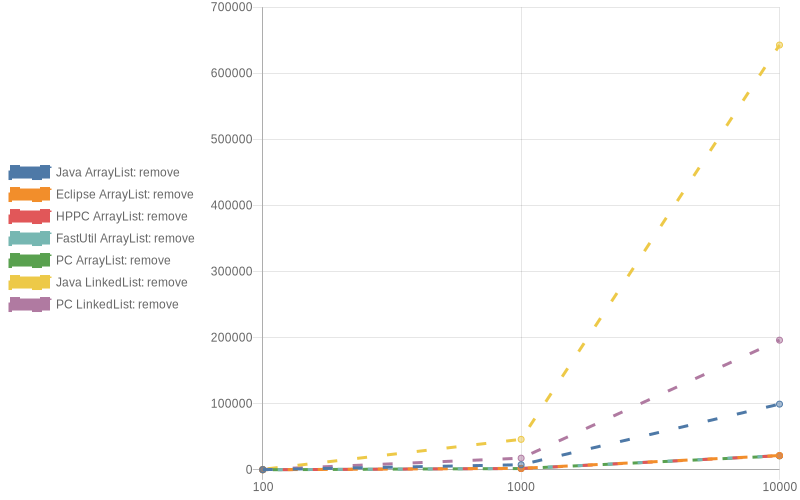 700000
600000
500000
400000
300000
200000
100000
0
Java ArrayList: remove
Eclipse ArrayList: remove
HPPC ArrayList: remove
FastUtil ArrayList: remove
PC ArrayList: remove
Java LinkedList: remove
PC LinkedList: remove
100 1000 10000